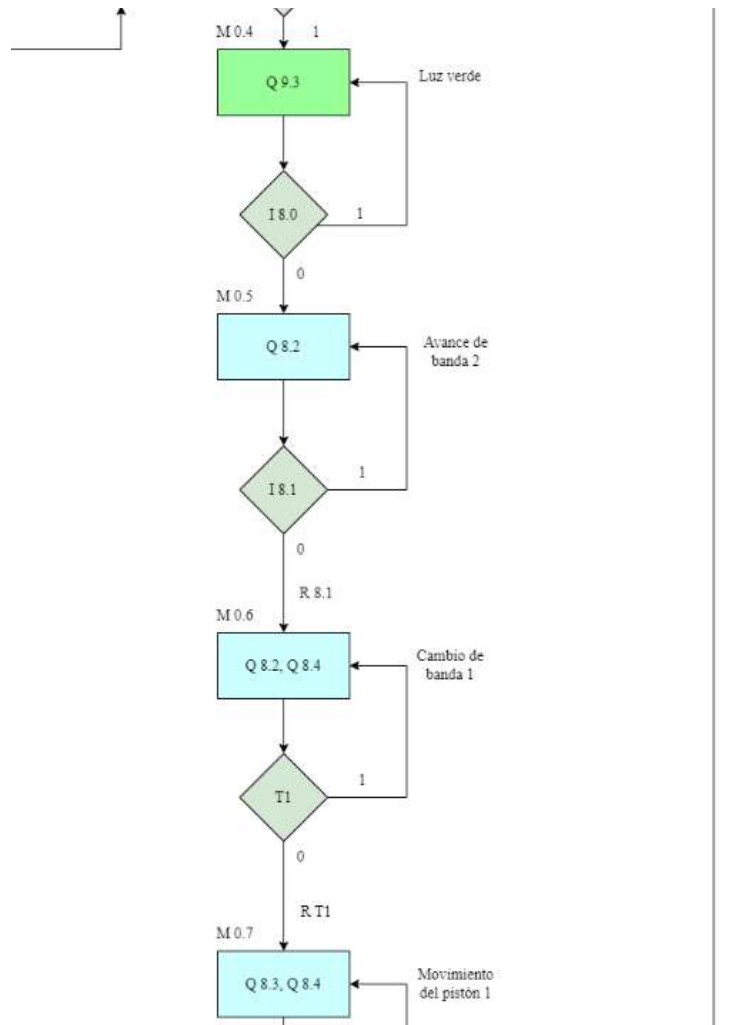 M 0.4
1
Q 9.3
Luz verde
I 8.0
1
0
M 0.5
Q 8.2
Avance de
banda 2
I 8.1
1
0
R 8.1
M 0.6
Q 8.2, Q 8.4
Cambio de
banda 1
T1
1
0
R T1
M 0.7
Q 8.3, Q 8.4
Movimiento
del pistón 1